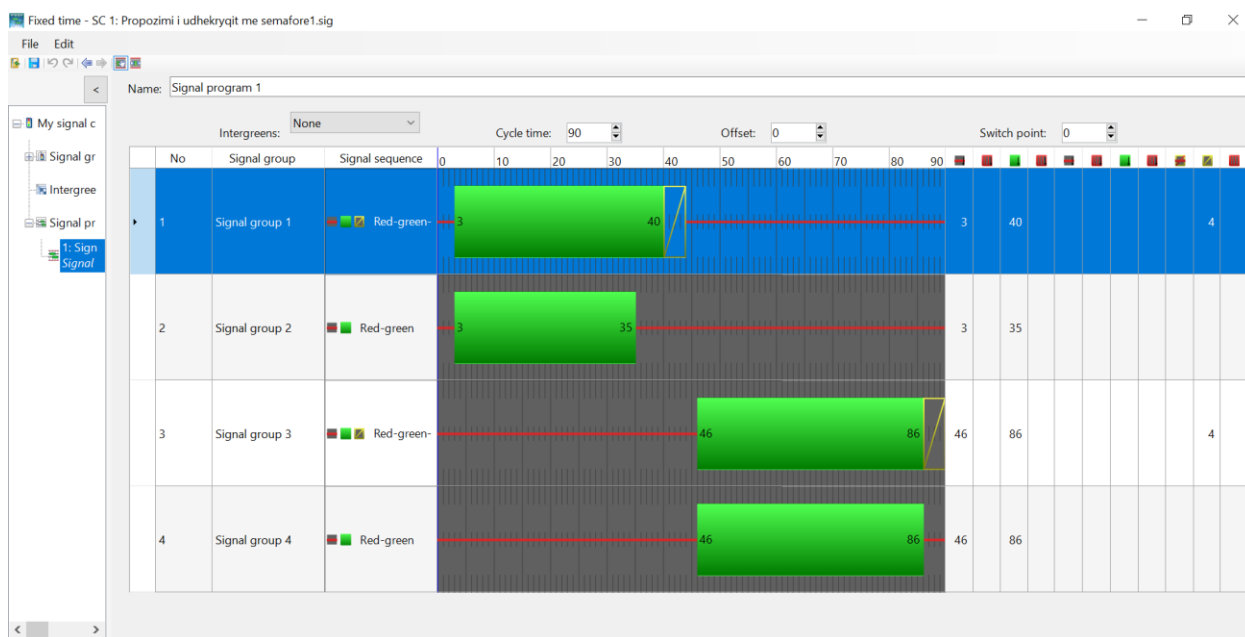 Fixed time - SC 1: Propozimi i udhekryqit me semafore1.sig
File Edit
< Name: Signal program 1
My signal c
Signal gr
Intergree
Signal pr
1: Sign
Signal
Intergreens: None Cycle time: 90 Offset: 0 Switch point: 0
No Signal group Signal sequence 0 10 20 30 40 50 60 70 80 90
1 Signal group 1 Red-green- 3 40 3 40 4
2 Signal group 2 Red-green 3 35 3 35
3 Signal group 3 Red-green- 46 86 46 86 4
4 Signal group 4 Red-green 46 86 46 86
< >